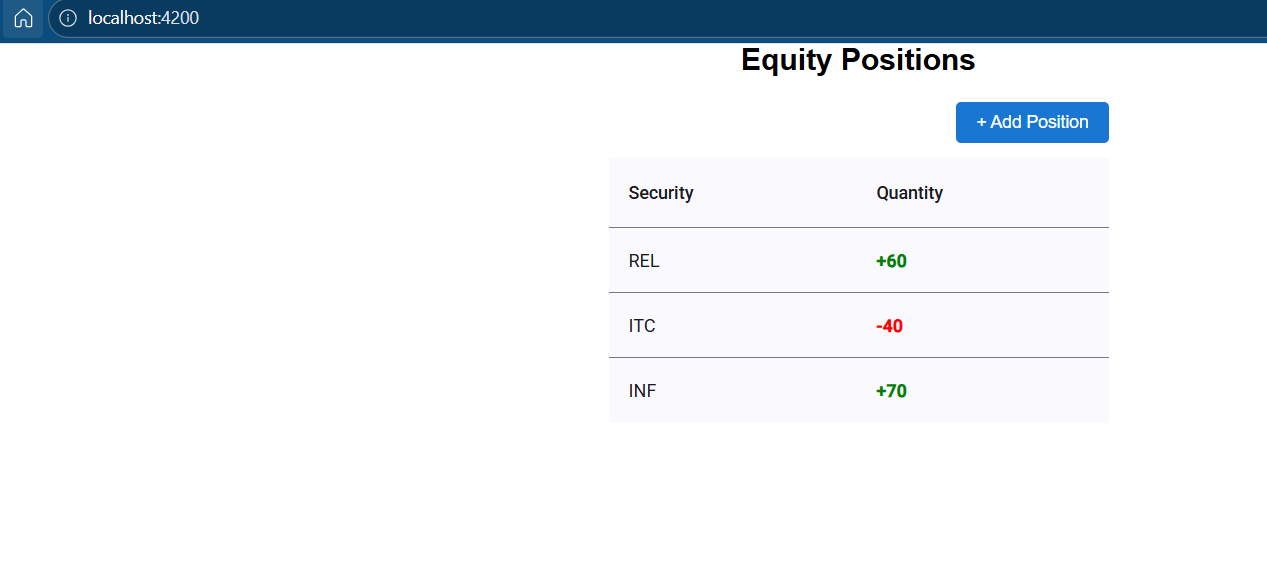 localhost:4200
Equity Positions
+ Add Position
Security Quantity
REL +60
ITC -40
INF +70